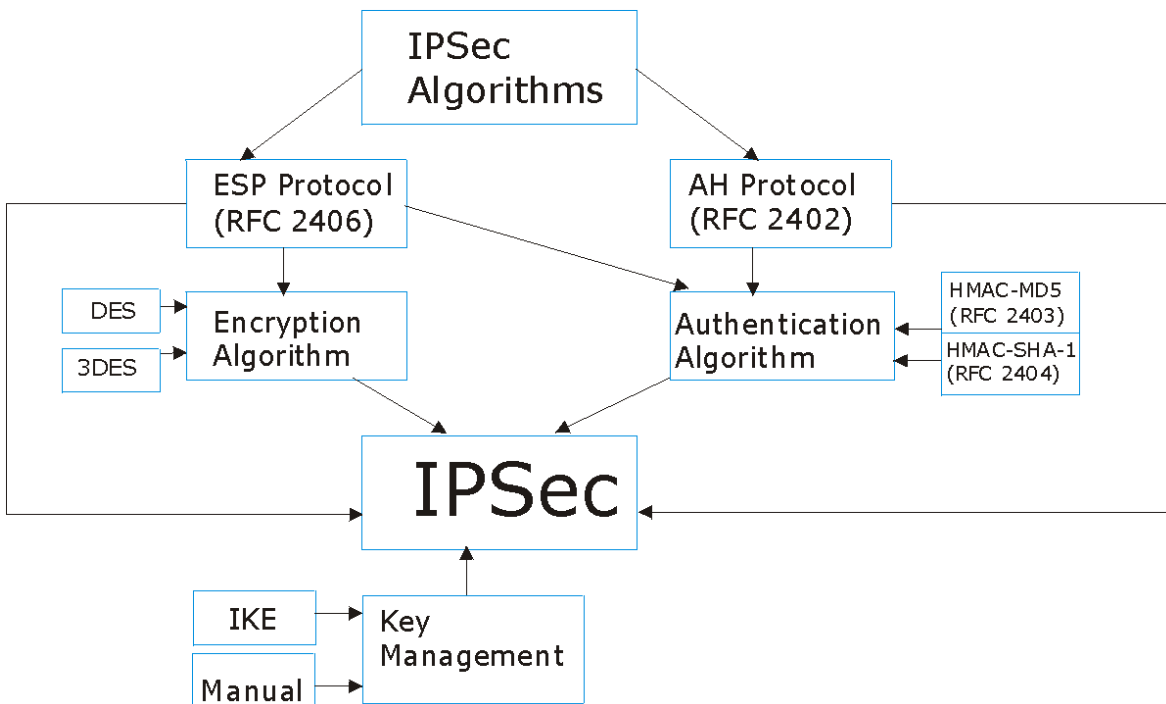 IPSec
Algorithms
ESP Protocol
(RFC 2406)
AH Protocol
(RFC 2402)
DES
3DES
Encryption
Algorithm
Authentication
Algorithm
HMAC-MD5
(RFC 2403)
HMAC-SHA-1
(RFC 2404)
IPSec
IKE
Manual
Key
Management